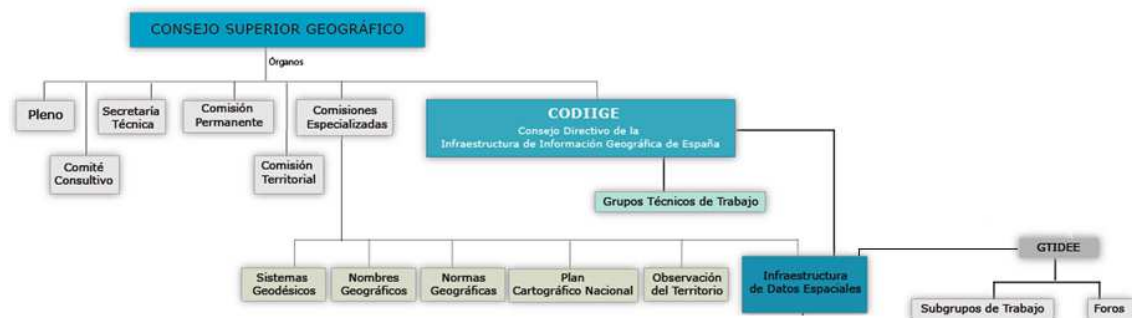 CONSEJO SUPERIOR GEOGRÁFICO
Órganos
Pleno
Secretaría
Técnica
Comisión
Permanente
Comisiones
Especializadas
CODIIGE
Consejo Directivo de la
Infraestructura de Información Geográfica de España
Comité
Consultivo
Comisión
Territorial
Grupos Técnicos de Trabajo
GTIDEE
Sistemas
Geodésicos
Nombres
Geográficos
Normas
Geográficas
Plan
Cartográfico Nacional
Observación
del Territorio
Infraestructura
de Datos Espaciales
Subgrupos de Trabajo
Foros